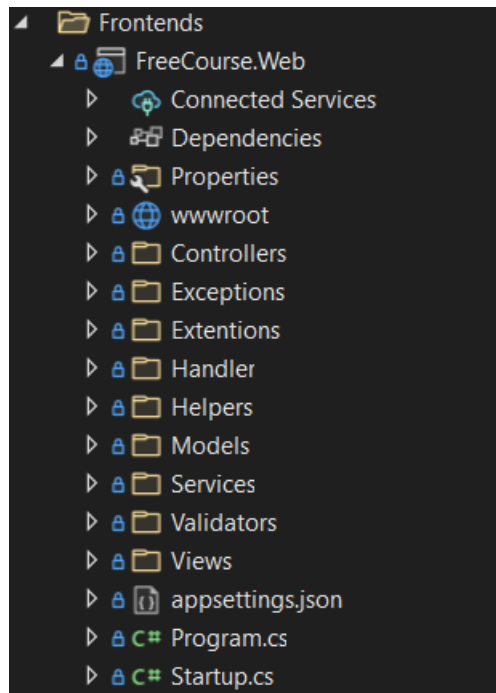 Frontends
FreeCourse.Web
Connected Services
Dependencies
Properties
wwwroot
Controllers
Exceptions
Extentions
Handler
Helpers
Models
Services
Validators
Views
appsettings.json
C# Program.cs
C# Startup.cs